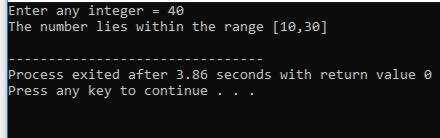 Enter any integer = 40
The number lies within the range [10,30]
--------------------------------
Process exited after 3.86 seconds with return value 0
Press any key to continue . . .